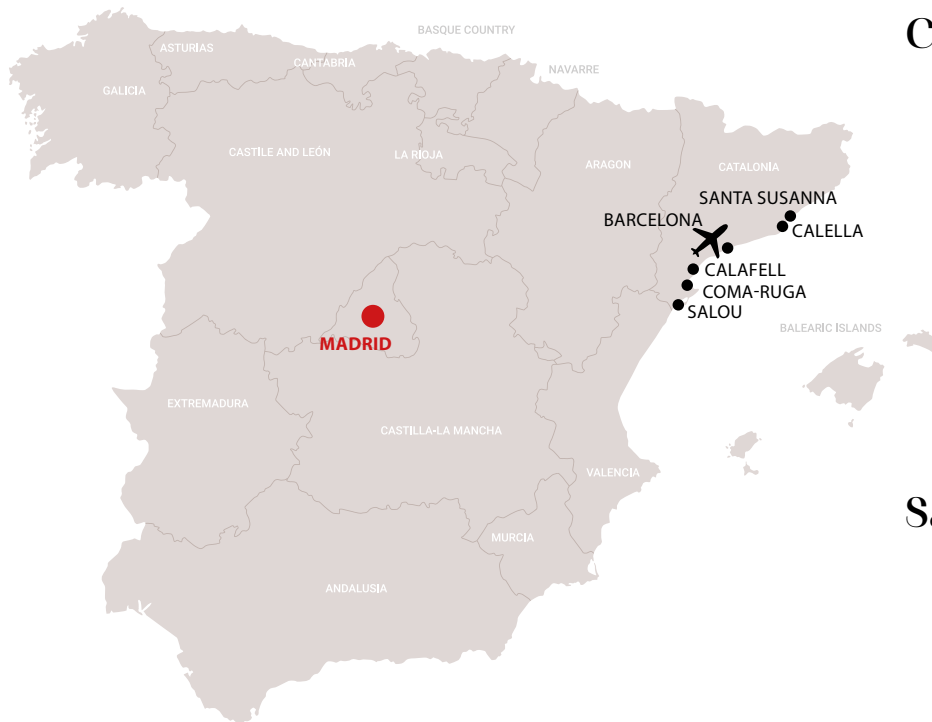 BASQUE COUNTRY
ASTURIAS
CANTABRIA
NAVARRE
GALICIA
CASTILE AND LEÓN
LA RIOJA
ARAGON
CATALONIA
SANTA SUSANNA
BARCELONA
CALELLA
CALAFELL
COMA-RUGA
SALOU
BALEARIC ISLANDS
MADRID
EXTREMADURA
CASTILLA-LA MANCHA
VALENCIA
MURCIA
ANDALUSIA